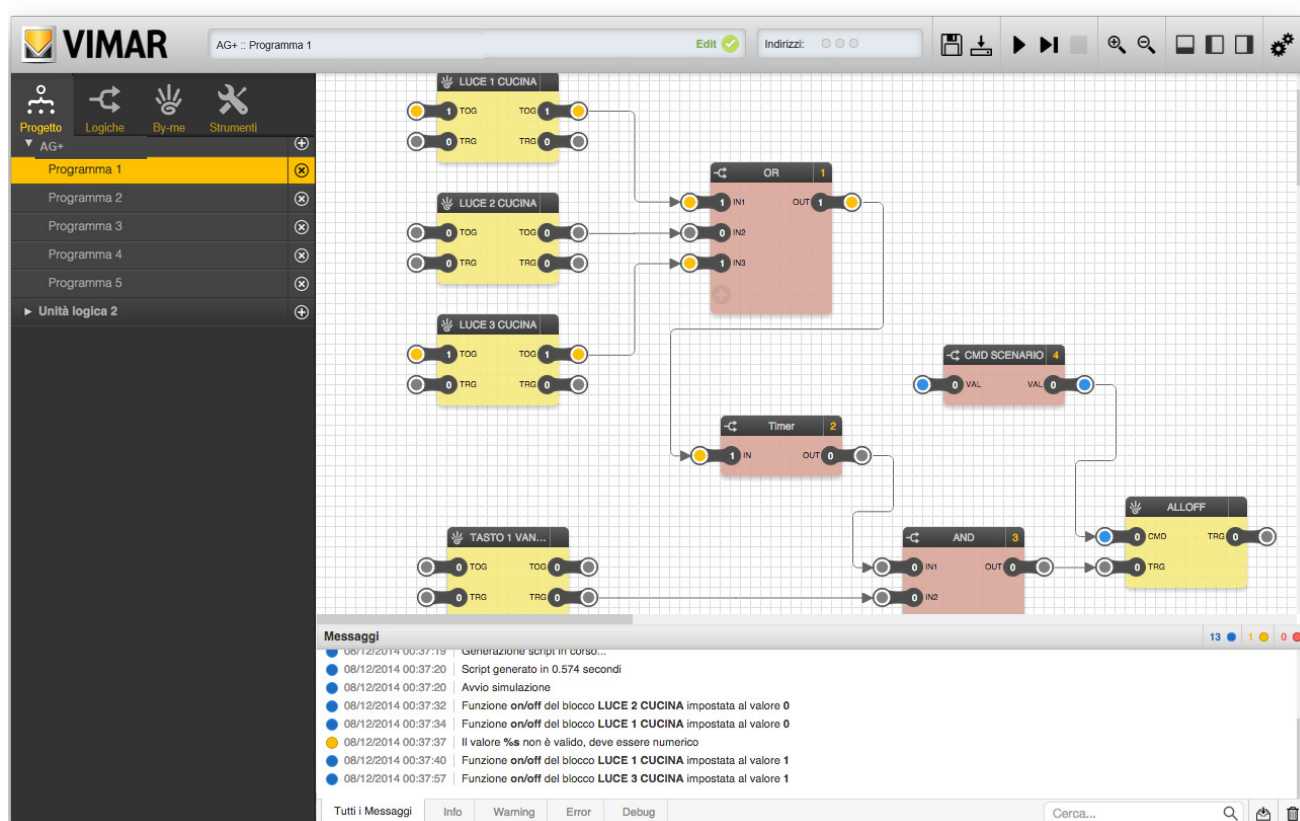 VIMAR
AG+ :: Programma 1
Edit
Indirizzi:
Progetto
Logiche
By-me
Strumenti
AG+
Programma 1
Programma 2
Programma 3
Programma 4
Programma 5
Unità logica 2
LUCE 1 CUCINA
1 TOG TOG 1
0 TRG TRG 0
LUCE 2 CUCINA
0 TOG TOG 0
0 TRG TRG 0
LUCE 3 CUCINA
1 TOG TOG 1
0 TRG TRG 0
OR 1
1 IN1 OUT 1
0 IN2
1 IN3
CMD SCENARIO 4
0 VAL VAL 0
Timer 2
1 IN OUT 0
ALLOFF
0 CMD TRG 0
0 TRG
TASTO 1 VAN...
0 TOG TOG 0
0 TRG TRG 0
AND 3
0 IN1 OUT 0
0 IN2
Messaggi
13 1 0
08/12/2014 00:37:19 Generazione script in corso...
08/12/2014 00:37:20 Script generato in 0.574 secondi
08/12/2014 00:37:20 Avvio simulazione
08/12/2014 00:37:32 Funzione on/off del blocco LUCE 2 CUCINA impostata al valore 0
08/12/2014 00:37:34 Funzione on/off del blocco LUCE 1 CUCINA impostata al valore 0
08/12/2014 00:37:37 Il valore %s non è valido, deve essere numerico
08/12/2014 00:37:40 Funzione on/off del blocco LUCE 1 CUCINA impostata al valore 1
08/12/2014 00:37:57 Funzione on/off del blocco LUCE 3 CUCINA impostata al valore 1
Tutti i Messaggi
Info
Warning
Error
Debug
Cerca...